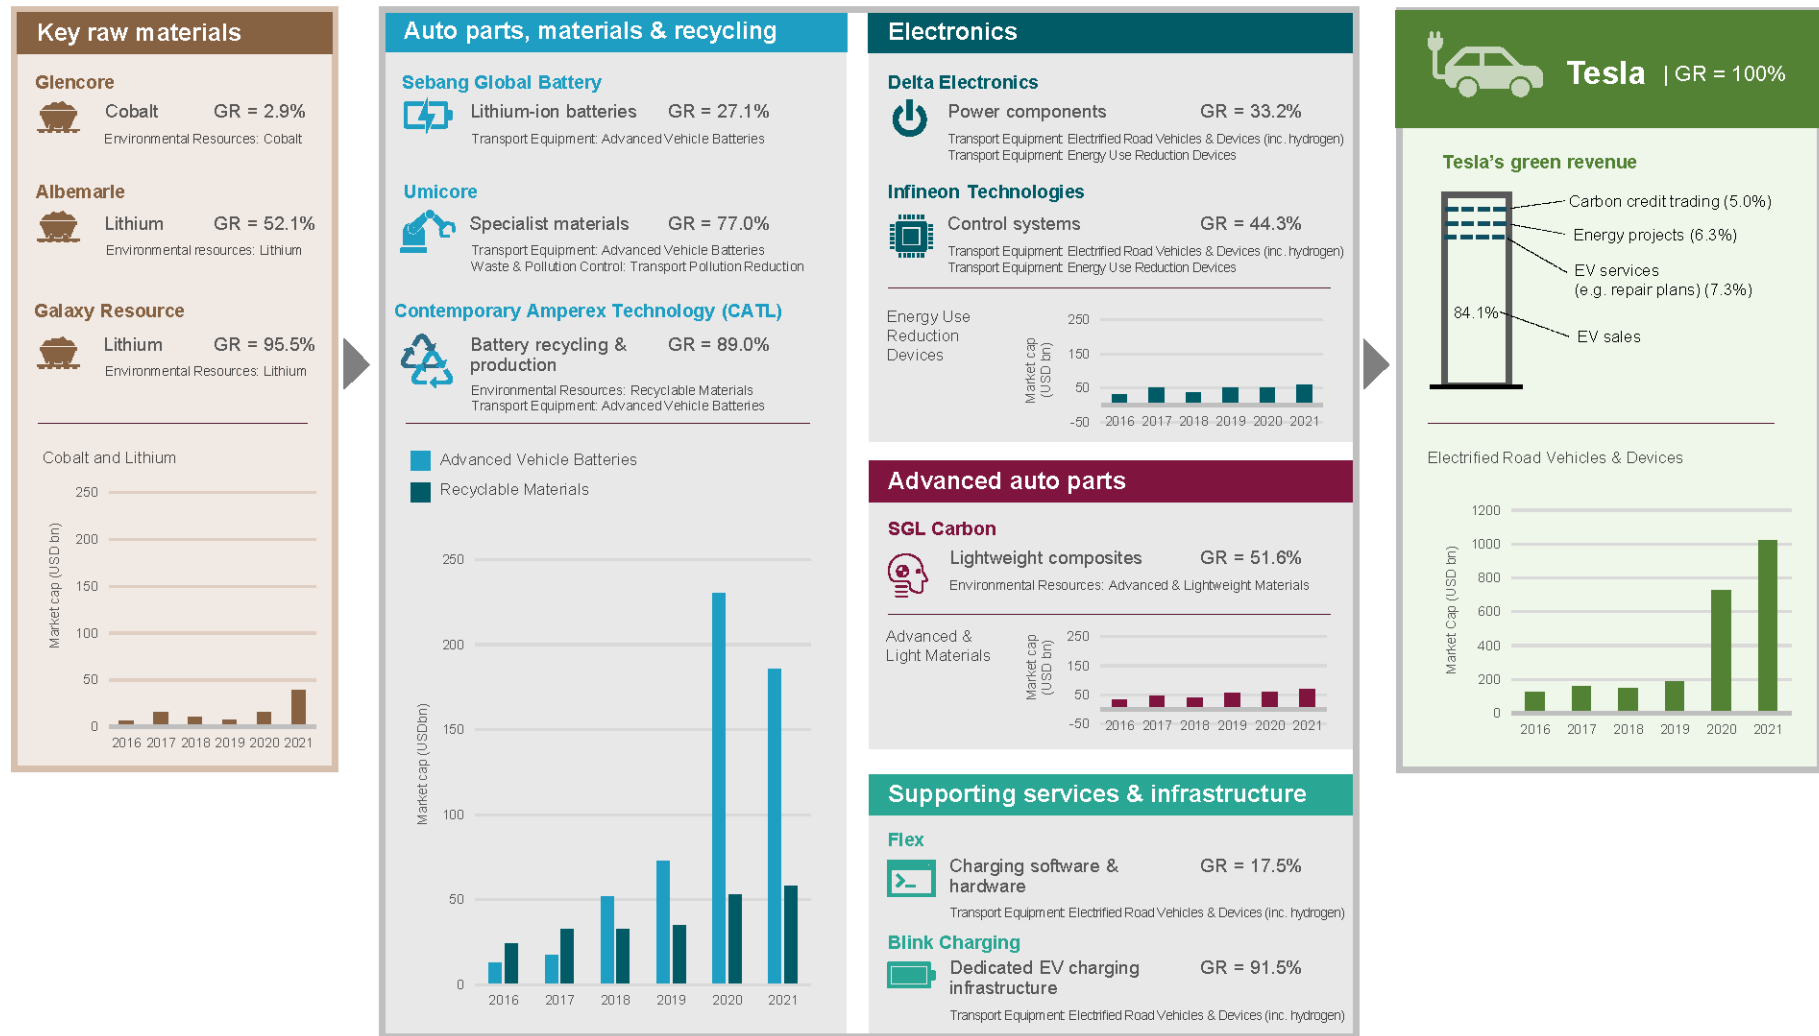 Key raw materials
Glencore
Cobalt GR = 2.9%
Environmental Resources: Cobalt
Albemarle
Lithium GR = 52.1%
Environmental resources: Lithium
Galaxy Resource
Lithium GR = 95.5%
Environmental Resources: Lithium
Cobalt and Lithium
Market cap (USD bn)
250
200
150
100
50
0
2016 2017 2018 2019 2020 2021
Auto parts, materials & recycling
Sebang Global Battery
Lithium-ion batteries GR = 27.1%
Transport Equipment: Advanced Vehicle Batteries
Umicore
Specialist materials GR = 77.0%
Transport Equipment: Advanced Vehicle Batteries
Waste & Pollution Control: Transport Pollution Reduction
Contemporary Amperex Technology (CATL)
Battery recycling & GR = 89.0%
production
Environmental Resources: Recyclable Materials
Transport Equipment: Advanced Vehicle Batteries
Advanced Vehicle Batteries
Recyclable Materials
Market cap (USDbn)
250
200
150
100
50
0
2016 2017 2018 2019 2020 2021
Electronics
Delta Electronics
Power components GR = 33.2%
Transport Equipment: Electrified Road Vehicles & Devices (inc. hydrogen)
Transport Equipment: Energy Use Reduction Devices
Infineon Technologies
Control systems GR = 44.3%
Transport Equipment: Electrified Road Vehicles & Devices (inc. hydrogen)
Transport Equipment: Energy Use Reduction Devices
Energy Use
Reduction
Devices
Market cap
(USD bn)
250
150
50
-50
2016 2017 2018 2019 2020 2021
Advanced auto parts
SGL Carbon
Lightweight composites GR = 51.6%
Environmental Resources: Advanced & Lightweight Materials
Advanced &
Light Materials
Market cap
(USD bn)
250
150
50
-50
2016 2017 2018 2019 2020 2021
Supporting services & infrastructure
Flex
Charging software & GR = 17.5%
hardware
Transport Equipment: Electrified Road Vehicles & Devices (inc. hydrogen)
Blink Charging
Dedicated EV charging GR = 91.5%
infrastructure
Transport Equipment: Electrified Road Vehicles & Devices (inc. hydrogen)
Tesla | GR = 100%
Tesla's green revenue
Carbon credit trading (5.0%)
Energy projects (6.3%)
EV services
(e.g. repair plans) (7.3%)
84.1%
EV sales
Electrified Road Vehicles & Devices
Market Cap (USD bn)
1200
1000
800
600
400
200
0
2016 2017 2018 2019 2020 2021